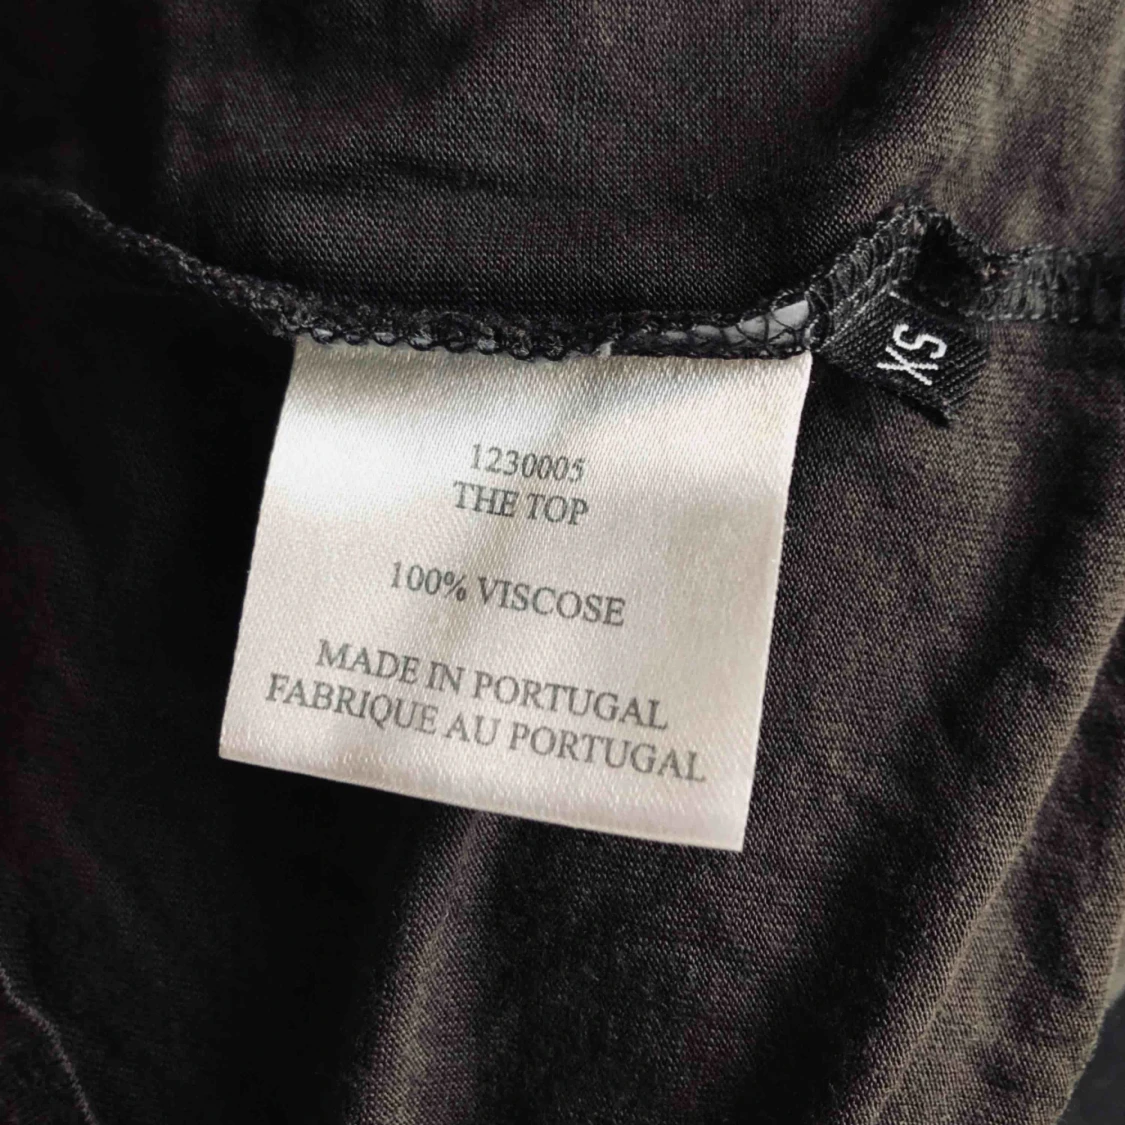 1230005
THE TOP
100% VISCOSE
MADE IN PORTUGAL
FABRIQUE AU PORTUGAL
XS